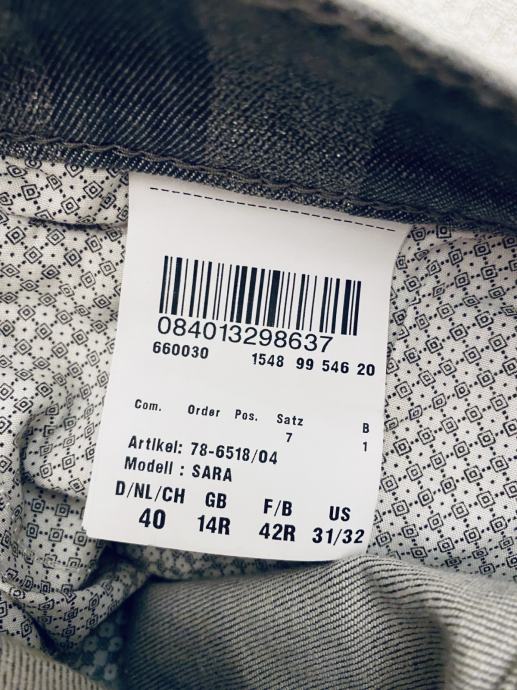 084013298637
660030 1548 99 546 20
Com. Order Pos. Satz B
7 1
Artikel: 78-6518/04
Modell : SARA
D/NL/CH GB F/B US
40 14R 42R 31/32